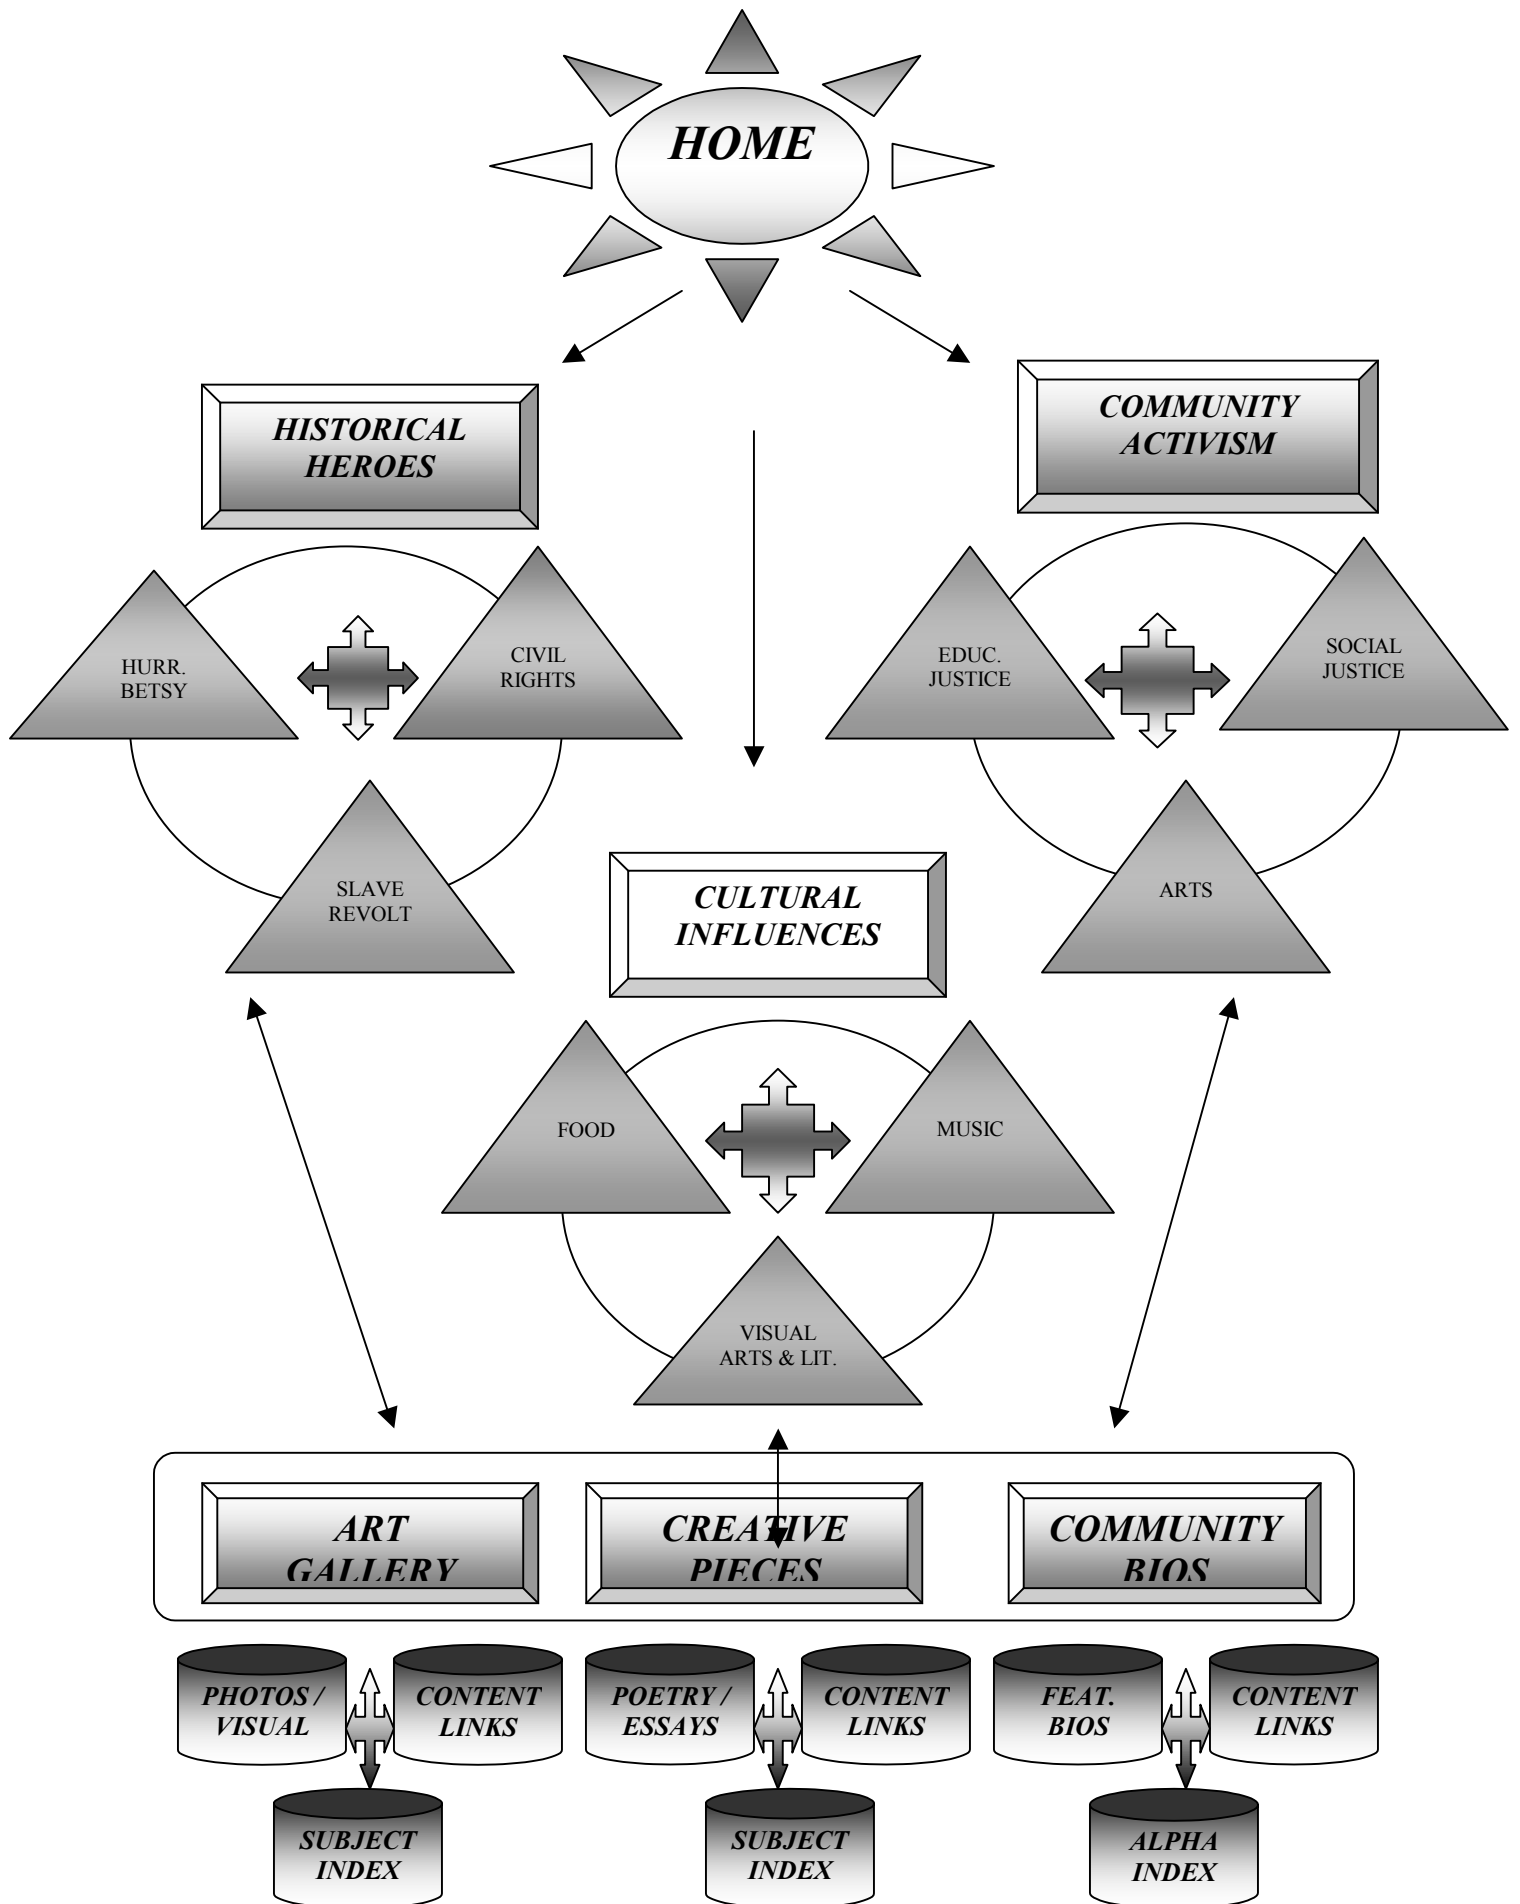 HOME
HISTORICAL
HEROES
COMMUNITY
ACTIVISM
HURR.
BETSY
CIVIL
RIGHTS
SLAVE
REVOLT
EDUC.
JUSTICE
SOCIAL
JUSTICE
ARTS
CULTURAL
INFLUENCES
FOOD
MUSIC
VISUAL
ARTS & LIT.
ART
GALLERY
CREATIVE
PIECES
COMMUNITY
BIOS
PHOTOS /
VISUAL
CONTENT
LINKS
SUBJECT
INDEX
POETRY /
ESSAYS
CONTENT
LINKS
SUBJECT
INDEX
FEAT.
BIOS
CONTENT
LINKS
ALPHA
INDEX